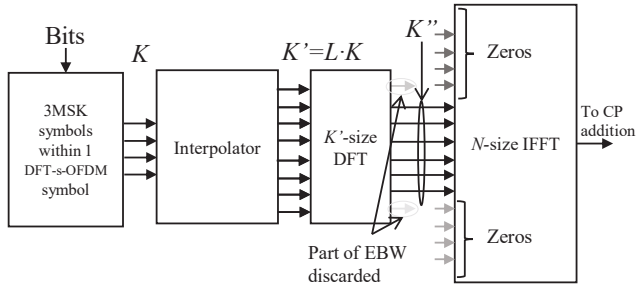 Bits
K
K'=L·K
K''
3MSK
symbols
within 1
DFT-s-OFDM
symbol
Interpolator
K'-size
DFT
Zeros
N-size IFFT
Zeros
To CP
addition
Part of EBW
discarded